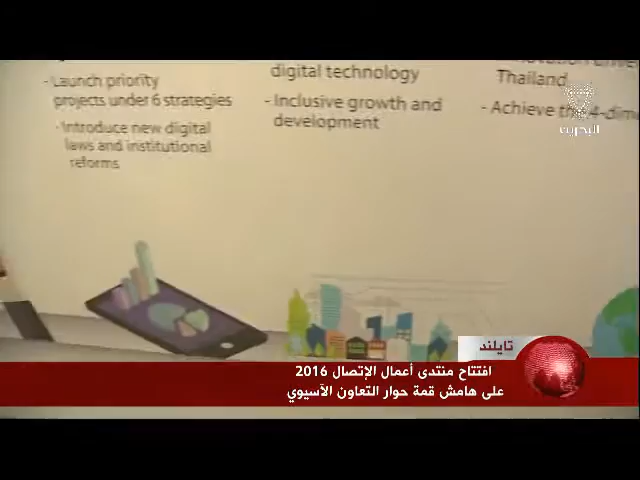 - Launch priority
projects under 6 strategies
- Introduce new digital
laws and institutional
reforms
digital technology
- Inclusive growth and
development
Thailand
- Achieve the 4-dime
البحرين
تايلند
افتتاح منتدى أعمال الإتصال 2016
على هامش قمة حوار التعاون الآسيوي